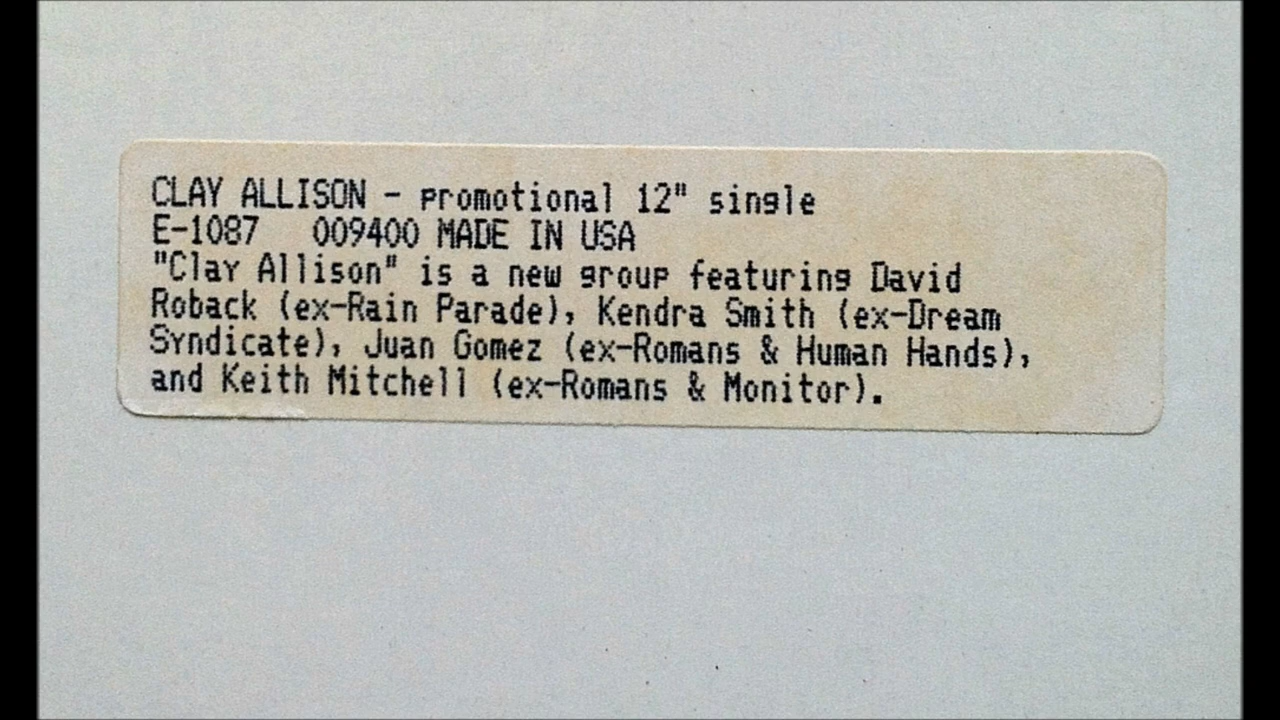 CLAY ALLISON - promotional 12" single
E-1087 009400 MADE IN USA
"Clay Allison" is a new group featuring David
Roback (ex-Rain Parade), Kendra Smith (ex-Dream
Syndicate), Juan Gomez (ex-Romans & Human Hands),
and Keith Mitchell (ex-Romans & Monitor).